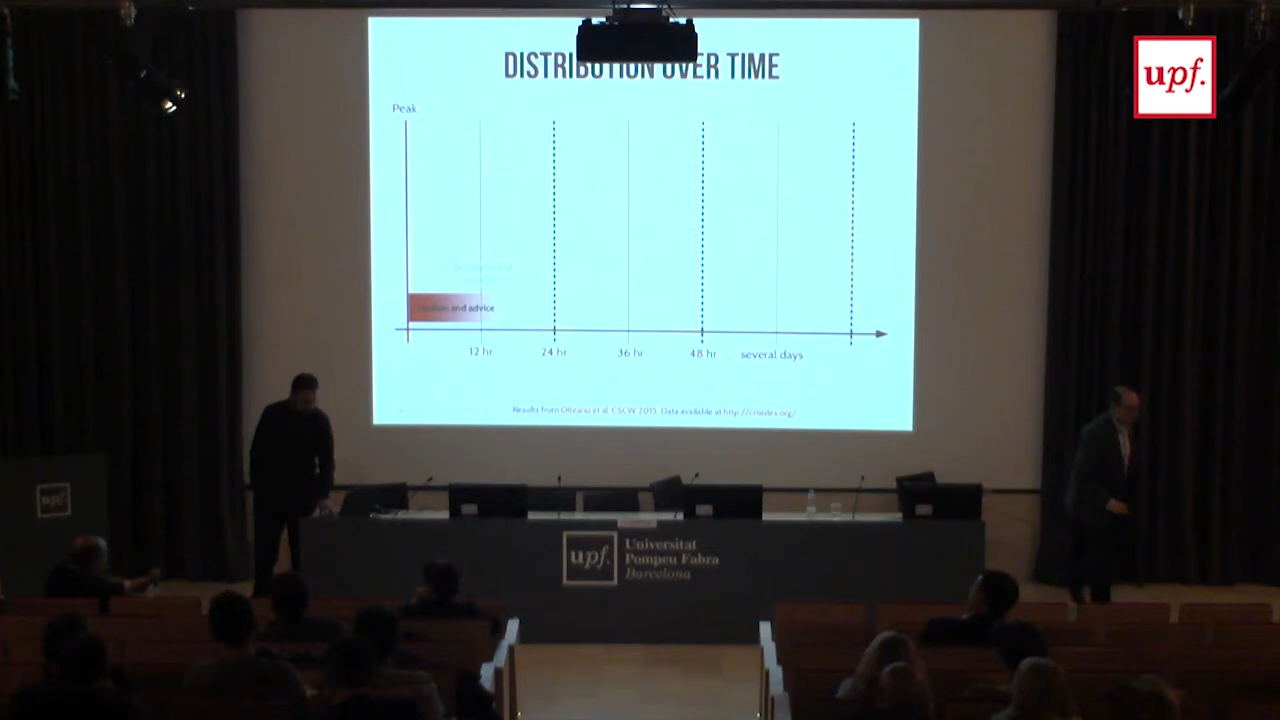 DISTRIBUTION OVER TIME
upf.
Peak
and advice
12 hr
24 hr
36 hr
48 hr
several days
Results from Olteanu et al. CSCW 2015. Data available at http://crisislex.org/
upf.
upf.
Universitat
Pompeu Fabra
Barcelona